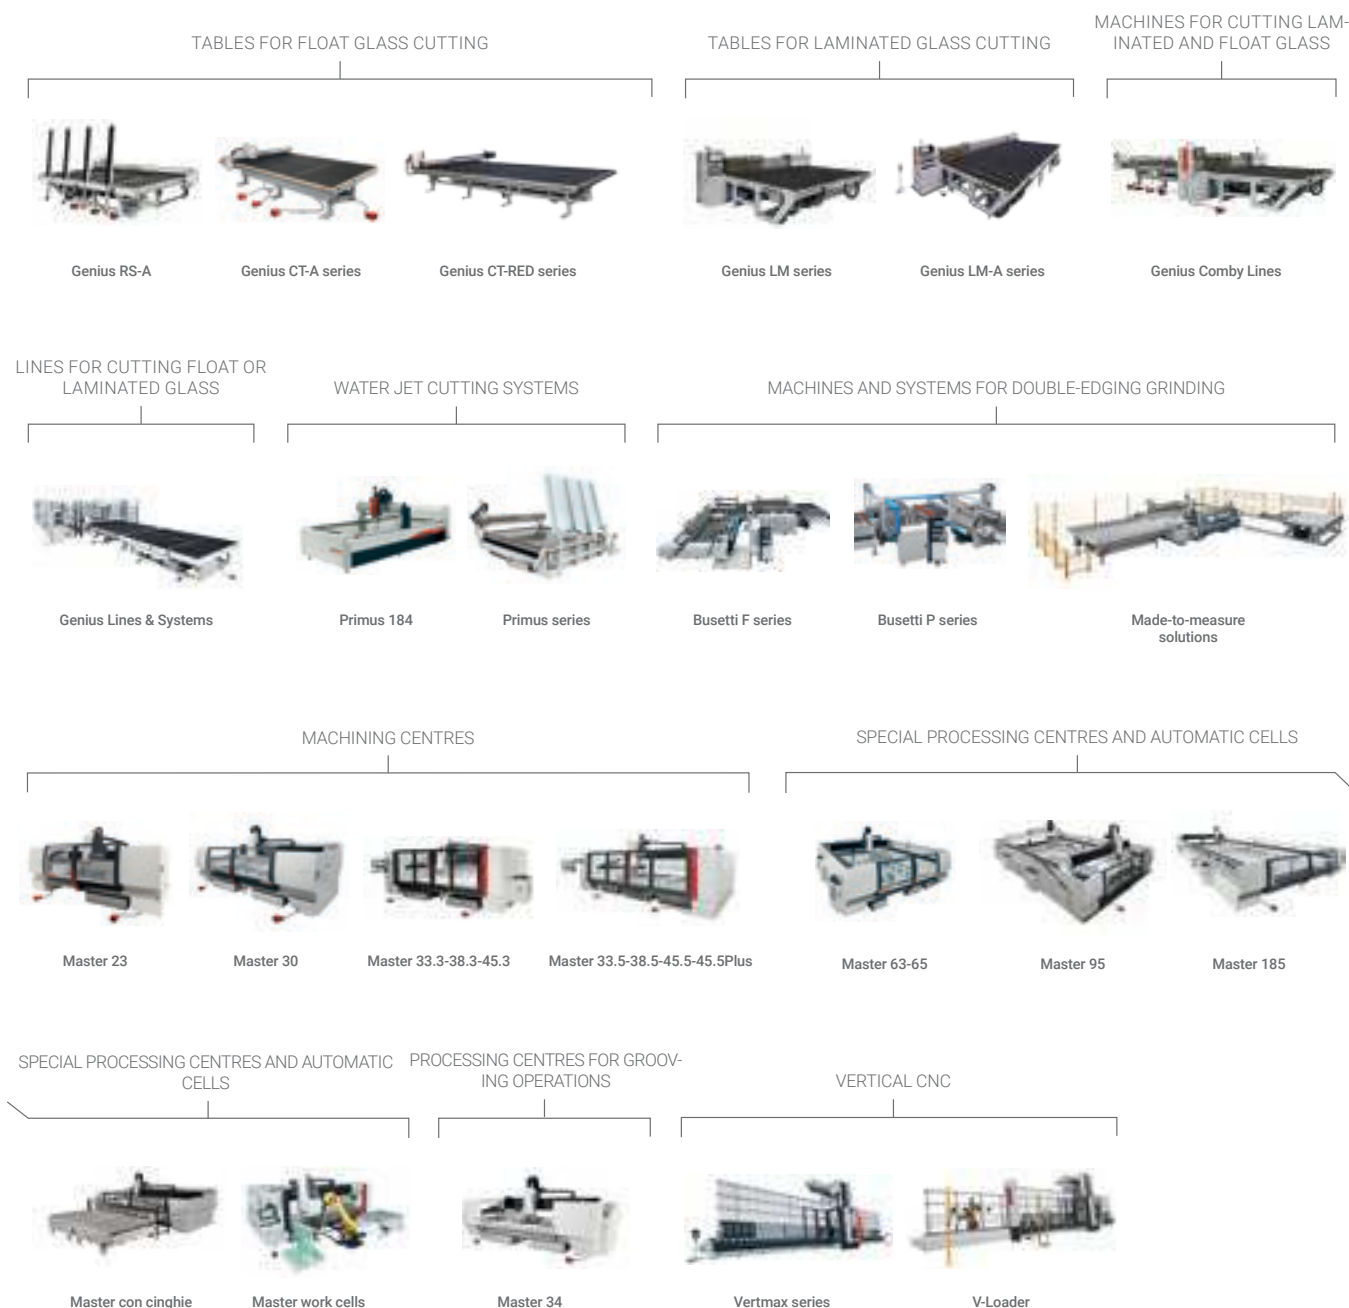 TABLES FOR FLOAT GLASS CUTTING
TABLES FOR LAMINATED GLASS CUTTING
MACHINES FOR CUTTING LAM-
INATED AND FLOAT GLASS
Genius RS-A
Genius CT-A series
Genius CT-RED series
Genius LM series
Genius LM-A series
Genius Comby Lines
LINES FOR CUTTING FLOAT OR
LAMINATED GLASS
WATER JET CUTTING SYSTEMS
MACHINES AND SYSTEMS FOR DOUBLE-EDGING GRINDING
Genius Lines & Systems
Primus 184
Primus series
Busetti F series
Busetti P series
Made-to-measure
solutions
MACHINING CENTRES
SPECIAL PROCESSING CENTRES AND AUTOMATIC CELLS
Master 23
Master 30
Master 33.3-38.3-45.3
Master 33.5-38.5-45.5-45.5Plus
Master 63-65
Master 95
Master 185
SPECIAL PROCESSING CENTRES AND AUTOMATIC
CELLS
PROCESSING CENTRES FOR GROOV-
ING OPERATIONS
VERTICAL CNC
Master con cinghie
Master work cells
Master 34
Vertmax series
V-Loader